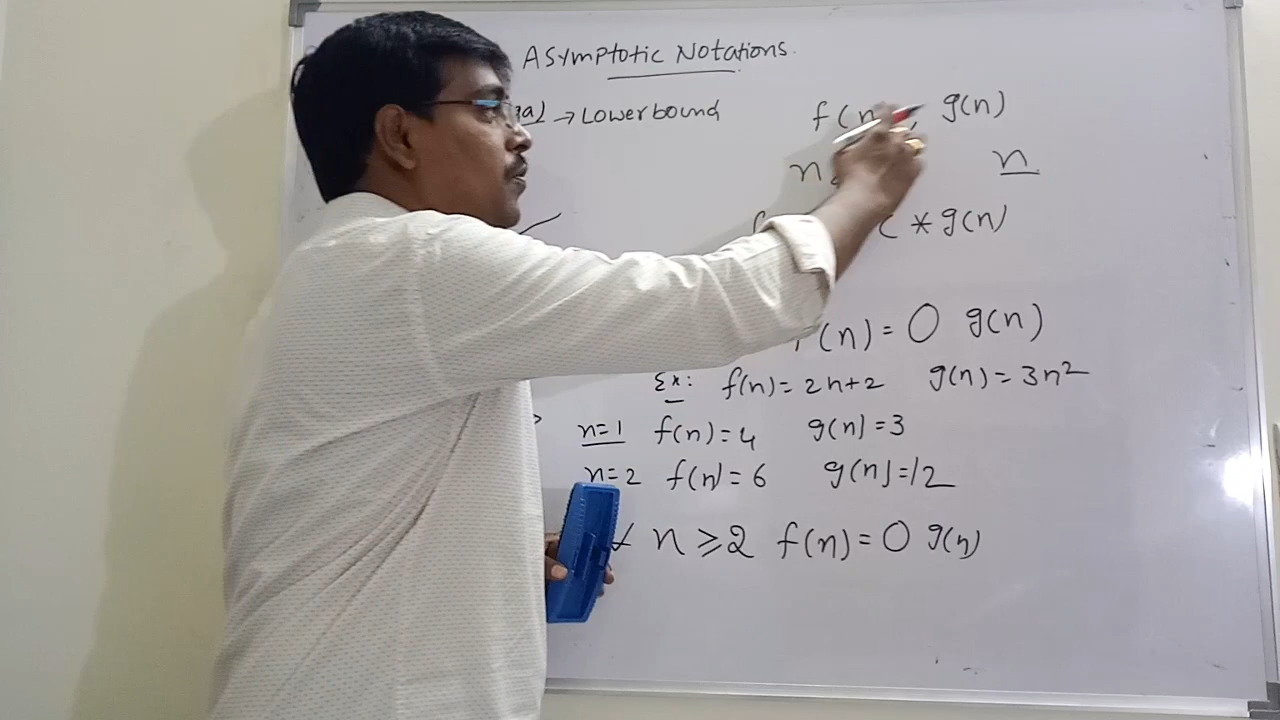 Asymptotic Notations.
→ Lowerbound
f(n , g(n)
n n
c * g(n)
(n) = O g(n)
Ex: f(n) = 2n+2 g(n) = 3n²
n=1 f(n) = 4 g(n) = 3
n=2 f(n) = 6 g(n) = 12
n ≥ 2 f(n) = O g(n)